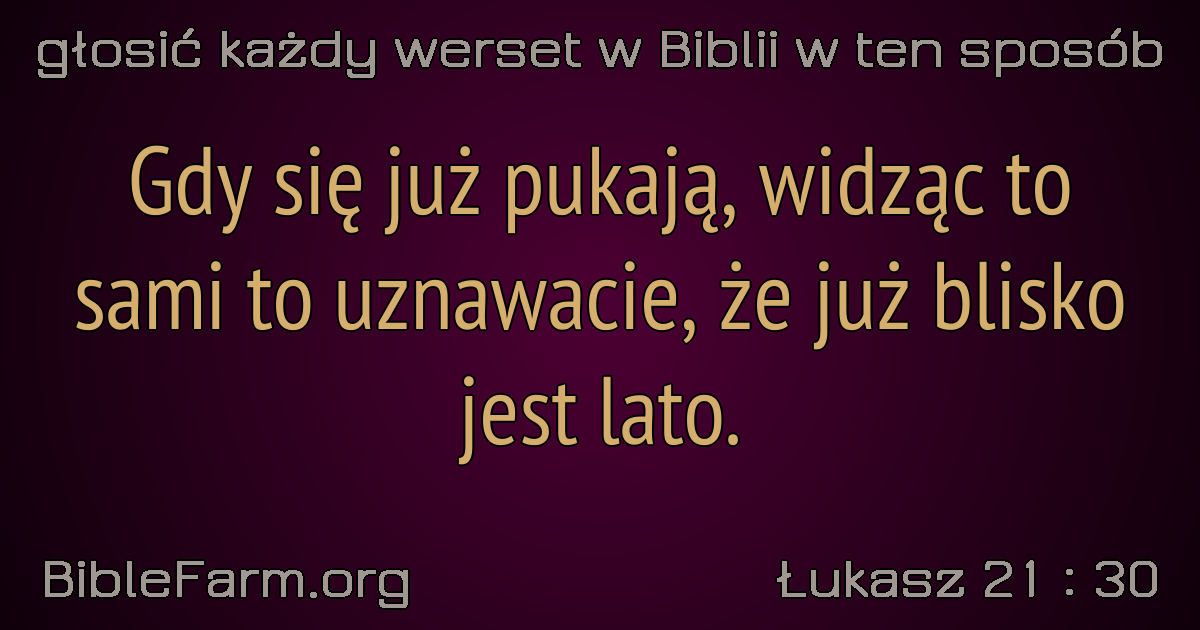 głosić każdy werset w Biblii w ten sposób
Gdy się już pukają, widząc to
sami to uznawacie, że już blisko
jest lato.
BibleFarm.org
Łukasz 21 : 30